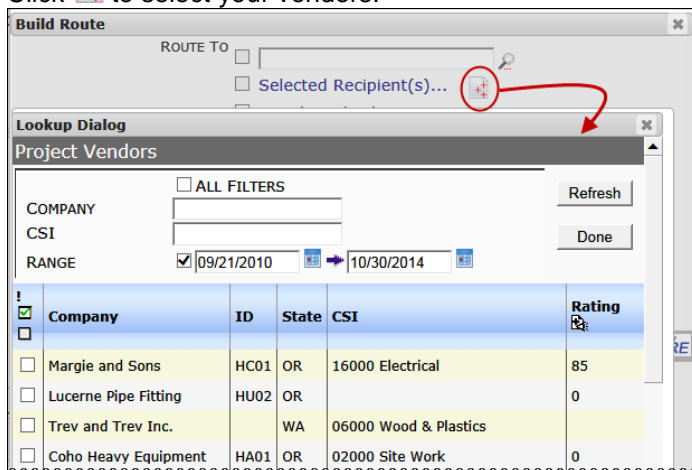 Click to select your vendors.
Build Route
ROUTE TO
Selected Recipient(s)...
Lookup Dialog
Project Vendors
ALL FILTERS
Refresh
COMPANY
CSI
Done
RANGE 09/21/2010 10/30/2014
! Company ID State CSI Rating
Margie and Sons HC01 OR 16000 Electrical 85
Lucerne Pipe Fitting HU02 OR 0
Trev and Trev Inc. WA 06000 Wood & Plastics
Coho Heavy Equipment HA01 OR 02000 Site Work 0